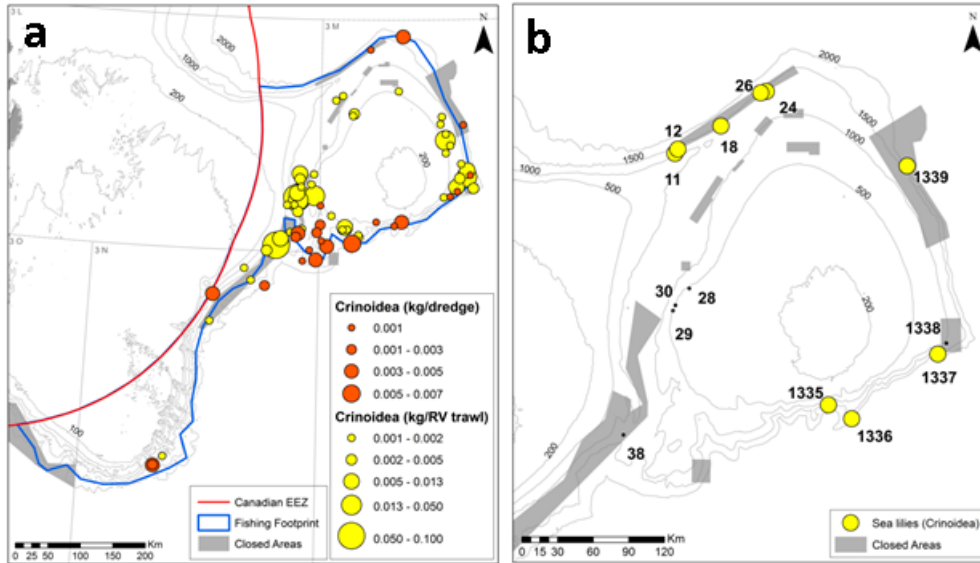 a
3 L
3 M
N
2000
1000
200
200
3 O
3 N
100
Crinoidea (kg/dredge)
0.001
0.001 - 0.003
0.003 - 0.005
0.005 - 0.007
Crinoidea (kg/RV trawl)
0.001 - 0.002
0.002 - 0.005
0.005 - 0.013
0.013 - 0.050
0.050 - 0.100
Canadian EEZ
Fishing Footprint
Closed Areas
Km
0 25 50 100 150 200
b
N
2000
1500
1000
500
26
24
12
18
11
1500
1000
500
1339
30
28
29
200
1338
1337
1335
1336
38
200
Sea lilies (Crinoidea)
Closed Areas
Km
0 15 30 60 90 120